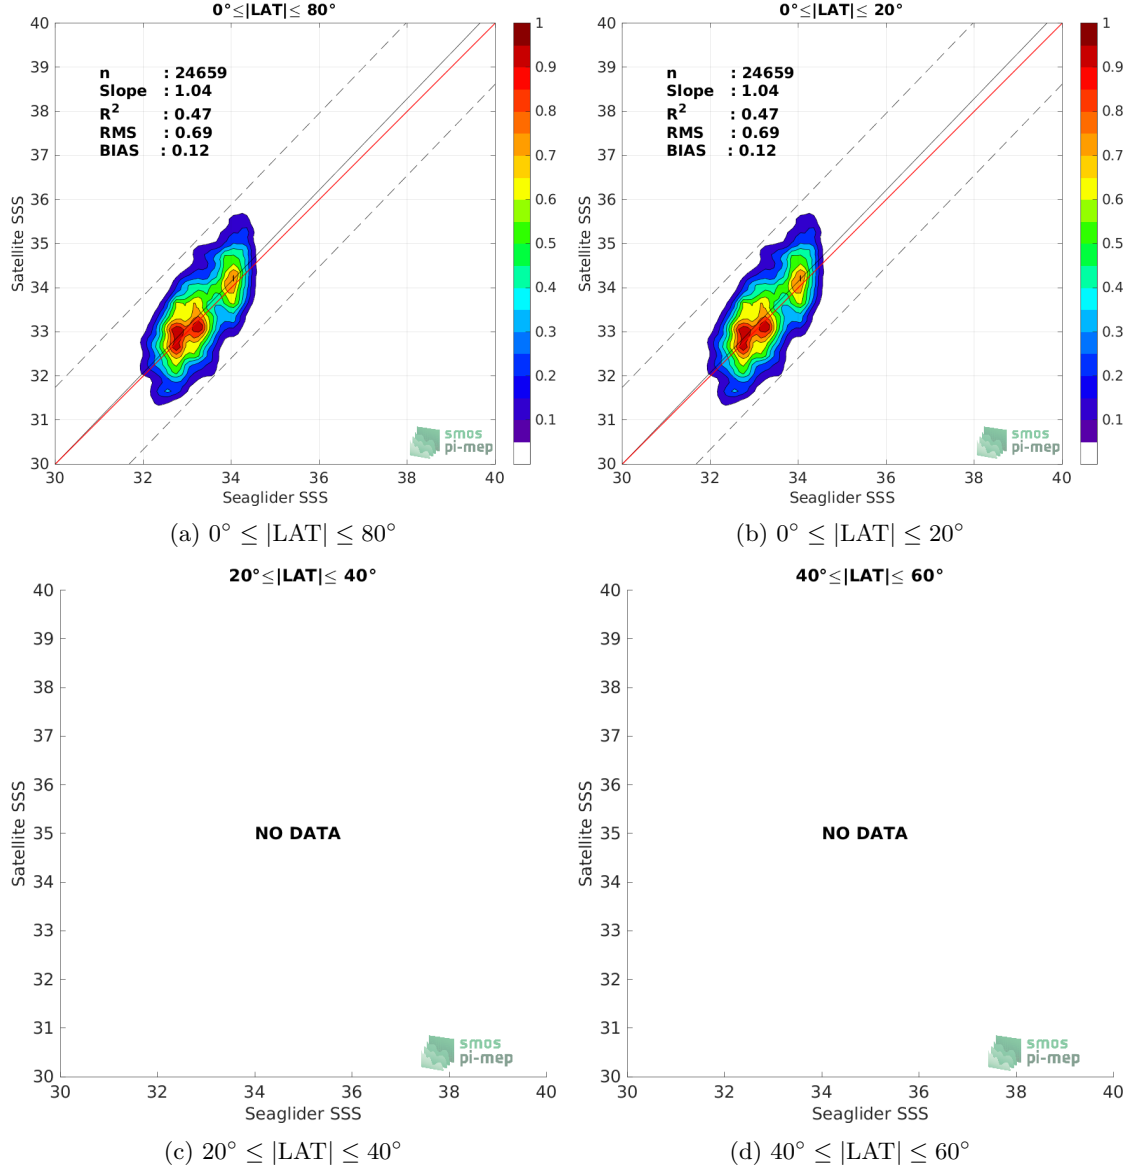 0°≤|LAT|≤ 80°
40
39
38
37
36
35
34
33
32
31
30
Satellite SSS
n : 24659
Slope : 1.04
R² : 0.47
RMS : 0.69
BIAS : 0.12
smos
pi-mep
30 32 34 36 38 40
Seaglider SSS
1
0.9
0.8
0.7
0.6
0.5
0.4
0.3
0.2
0.1
(a) 0° ≤ |LAT| ≤ 80°
0°≤|LAT|≤ 20°
40
39
38
37
36
35
34
33
32
31
30
Satellite SSS
n : 24659
Slope : 1.04
R² : 0.47
RMS : 0.69
BIAS : 0.12
smos
pi-mep
30 32 34 36 38 40
Seaglider SSS
1
0.9
0.8
0.7
0.6
0.5
0.4
0.3
0.2
0.1
(b) 0° ≤ |LAT| ≤ 20°
20°≤|LAT|≤ 40°
40
39
38
37
36
35
34
33
32
31
30
Satellite SSS
NO DATA
smos
pi-mep
30 32 34 36 38 40
Seaglider SSS
(c) 20° ≤ |LAT| ≤ 40°
40°≤|LAT|≤ 60°
40
39
38
37
36
35
34
33
32
31
30
Satellite SSS
NO DATA
smos
pi-mep
30 32 34 36 38 40
Seaglider SSS
(d) 40° ≤ |LAT| ≤ 60°